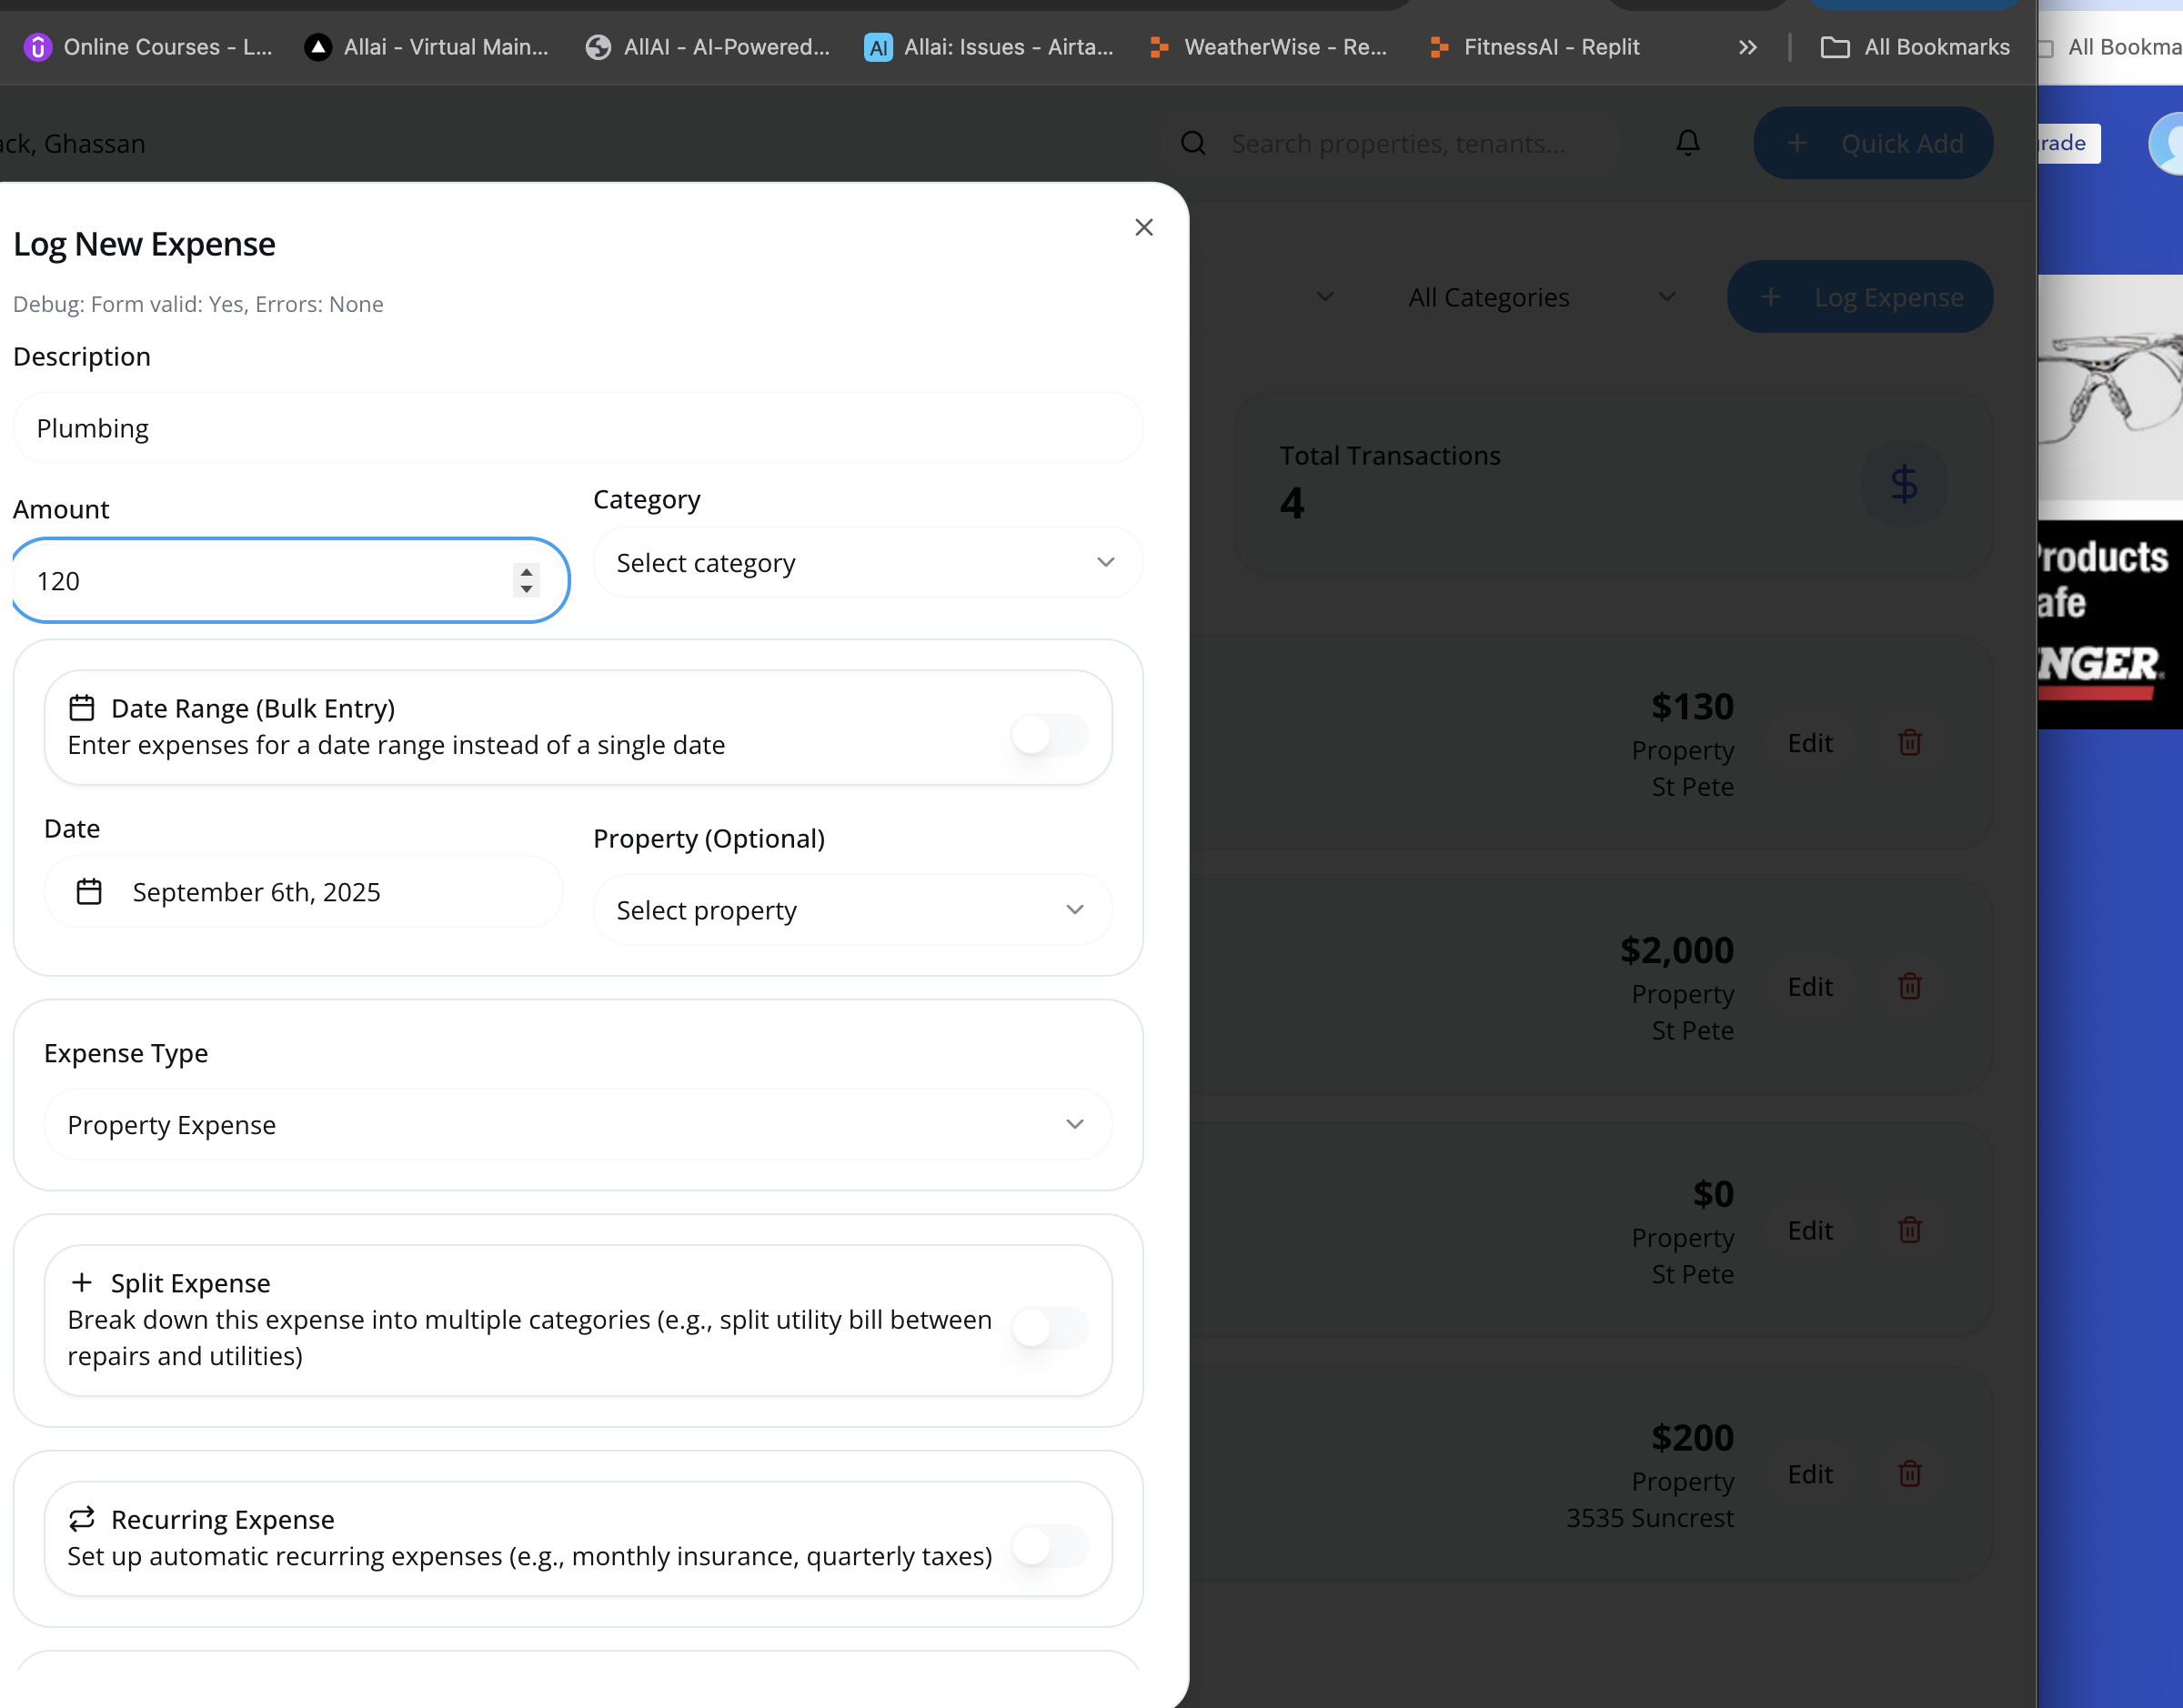 Online Courses - L...
Allai - Virtual Main...
AllAI - AI-Powered...
AI
Allai: Issues - Airta...
WeatherWise - Re...
FitnessAI - Replit
All Bookmarks
All Bookma
ack, Ghassan
Search properties, tenants...
+ Quick Add
rade
Log New Expense
Debug: Form valid: Yes, Errors: None
Description
Plumbing
Amount
120
Category
Select category
Date Range (Bulk Entry)
Enter expenses for a date range instead of a single date
Date
September 6th, 2025
Property (Optional)
Select property
Expense Type
Property Expense
+ Split Expense
Break down this expense into multiple categories (e.g., split utility bill between
repairs and utilities)
Recurring Expense
Set up automatic recurring expenses (e.g., monthly insurance, quarterly taxes)
All Categories
+ Log Expense
Total Transactions
4
$
$130
Property
St Pete
Edit
$2,000
Property
St Pete
Edit
$0
Property
St Pete
Edit
$200
Property
3535 Suncrest
Edit
roducts
afe
NGER